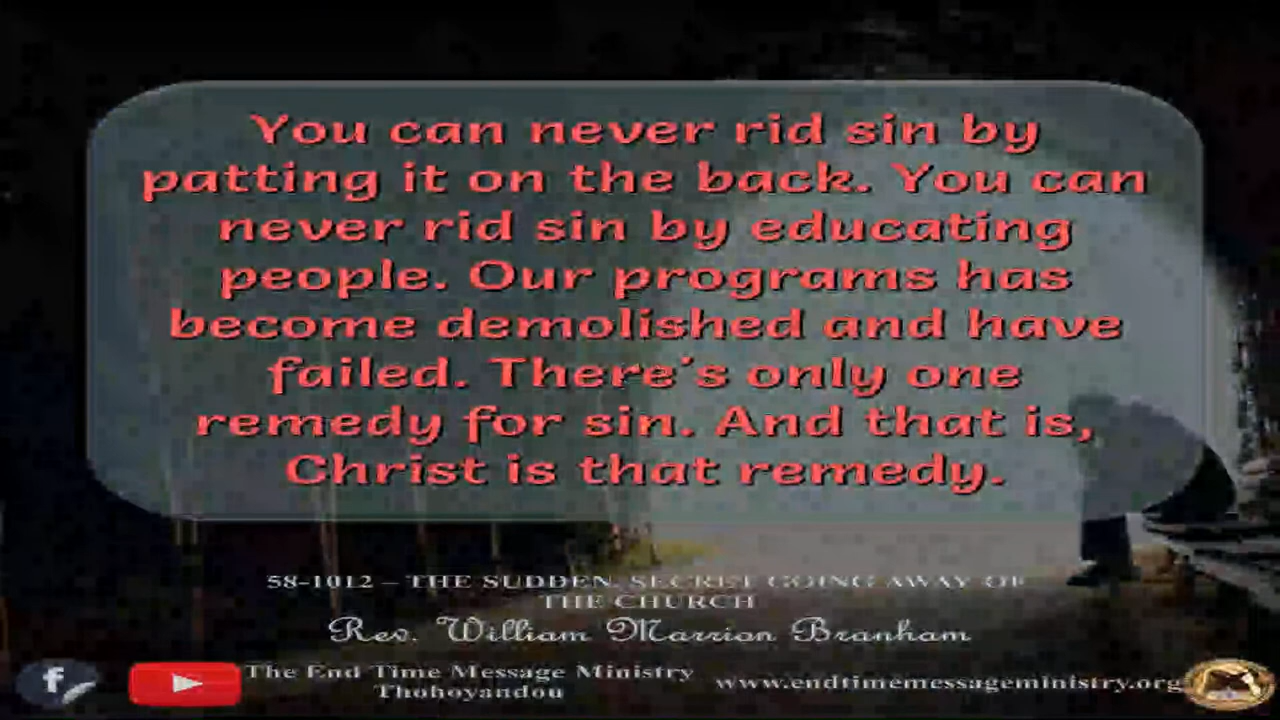 You can never rid sin by
patting it on the back. You can
never rid sin by educating
people. Our programs has
become demolished and have
failed. There's only one
remedy for sin. And that is,
Christ is that remedy.
58-1012 – THE SUDDEN, SECRET GOING AWAY OF
THE CHURCH
Rev. William Marrion Branham
The End Time Message Ministry
Thohoyandou
www.endtimemessageministry.org